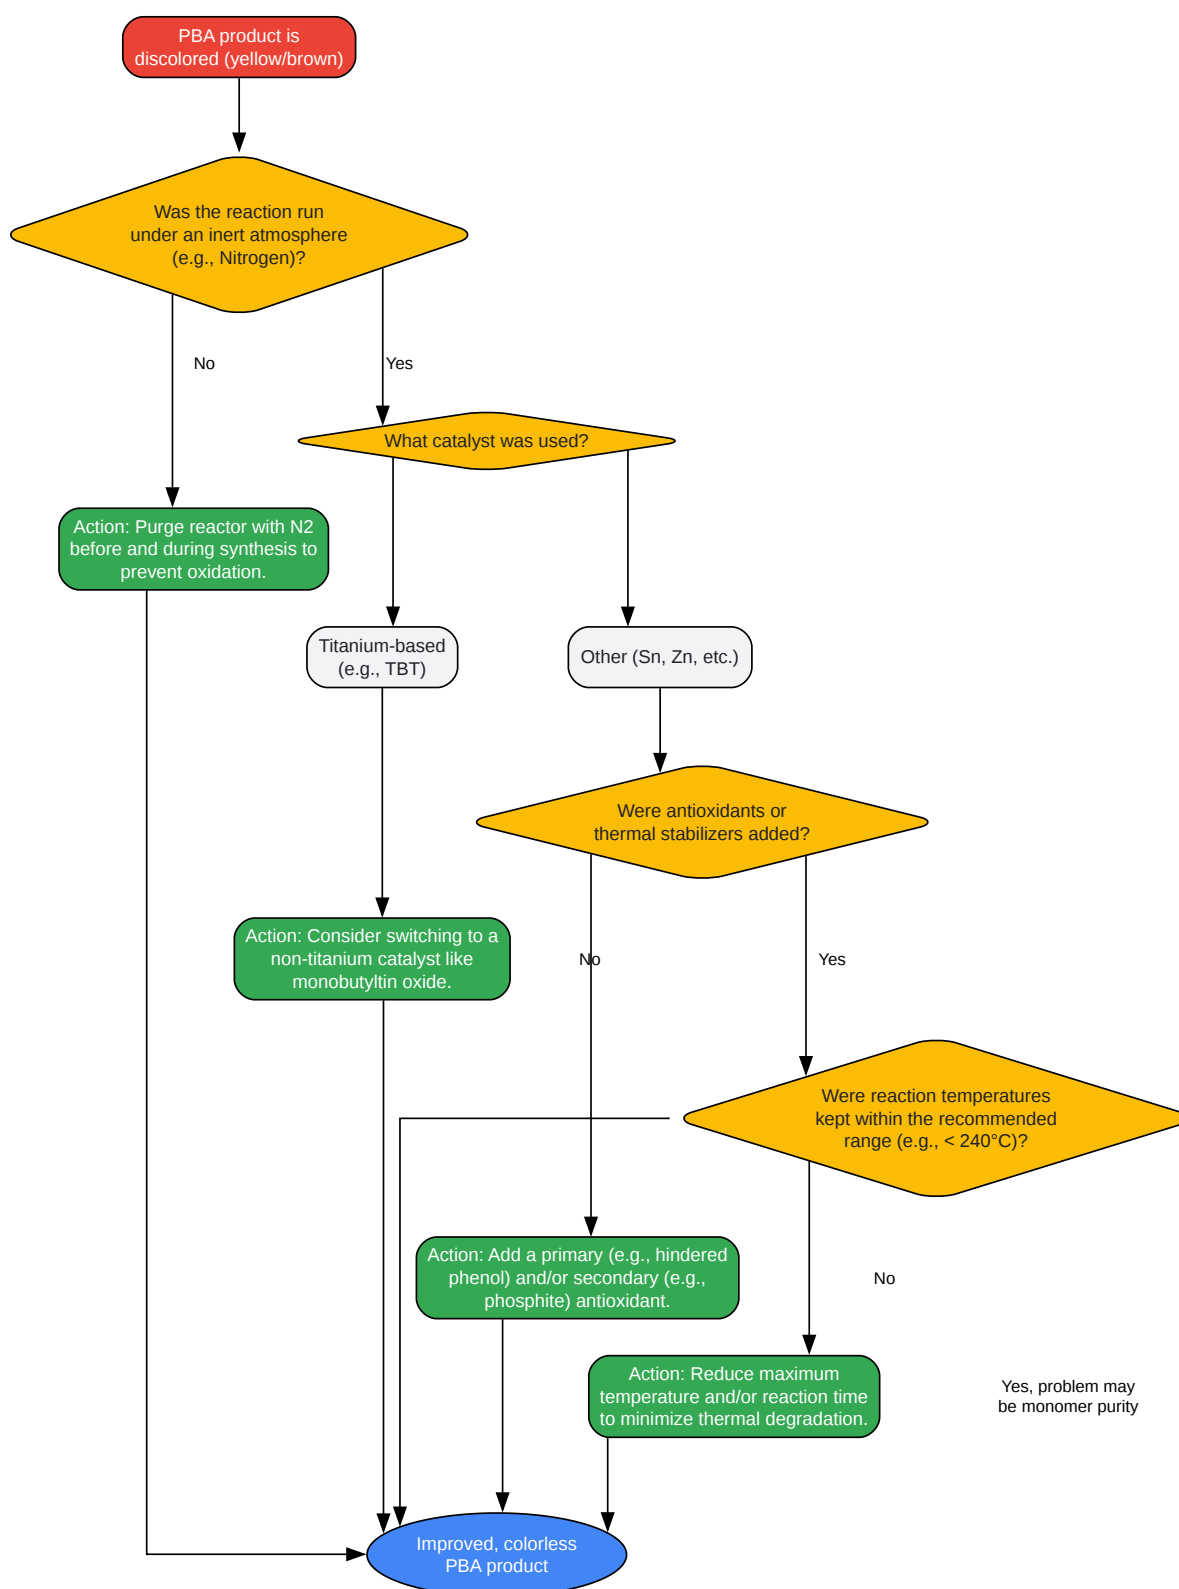 PBA product is
discolored (yellow/brown)
Was the reaction run
under an inert atmosphere
(e.g., Nitrogen)?
No
Yes
What catalyst was used?
Action: Purge reactor with N2
before and during synthesis to
prevent oxidation.
Titanium-based
(e.g., TBT)
Other (Sn, Zn, etc.)
Were antioxidants or
thermal stabilizers added?
Action: Consider switching to a
non-titanium catalyst like
monobutyltin oxide.
No
Yes
Were reaction temperatures
kept within the recommended
range (e.g., < 240°C)?
Action: Add a primary (e.g., hindered
phenol) and/or secondary (e.g.,
phosphite) antioxidant.
No
Action: Reduce maximum
temperature and/or reaction time
to minimize thermal degradation.
Yes, problem may
be monomer purity
Improved, colorless
PBA product